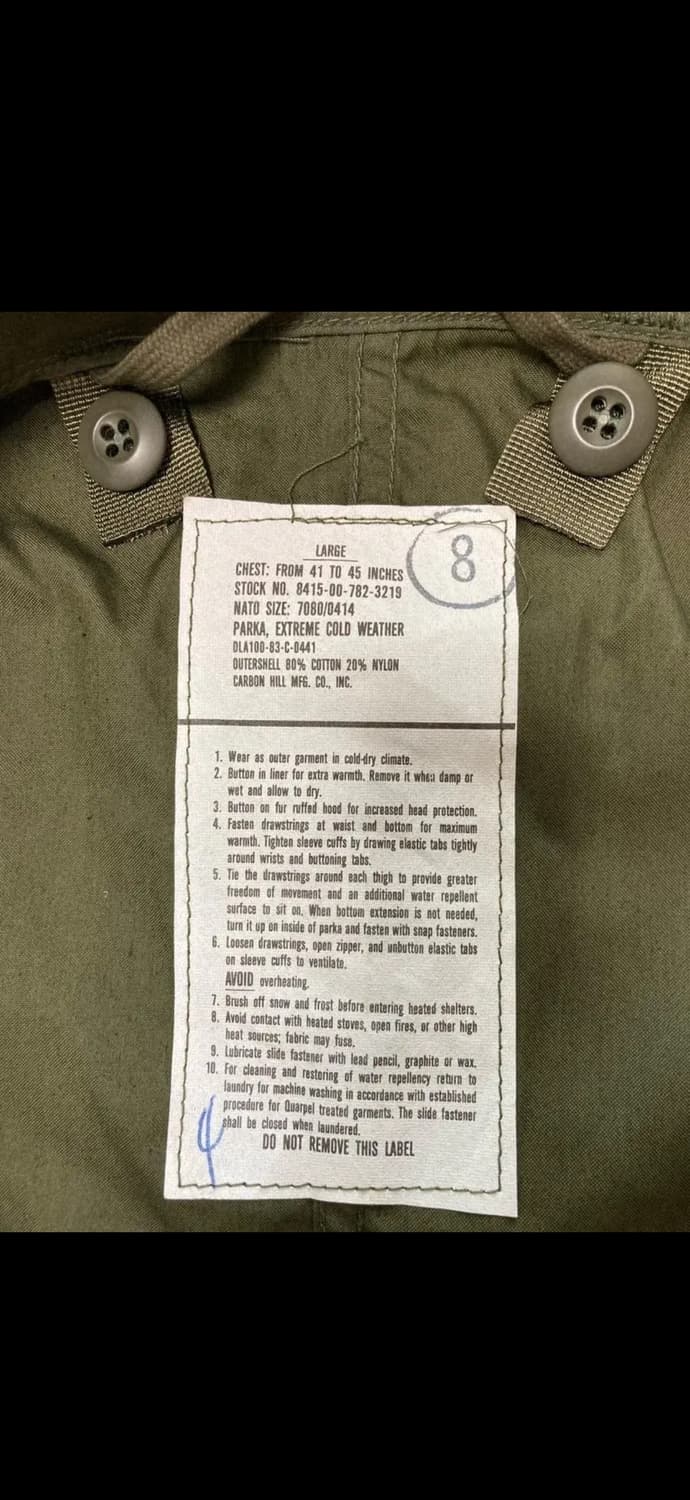 LARGE
8
CHEST: FROM 41 TO 45 INCHES
STOCK NO. 8415-00-782-3219
NATO SIZE: 7080/0414
PARKA, EXTREME COLD WEATHER
DLA100-83-C-0441
OUTERSHELL 80% COTTON 20% NYLON
CARBON HILL MFG. CO., INC.
1. Wear as outer garment in cold-dry climate.
2. Button in liner for extra warmth. Remove it when damp or
wet and allow to dry.
3. Button on fur ruffed hood for increased head protection.
4. Fasten drawstrings at waist and bottom for maximum
warmth. Tighten sleeve cuffs by drawing elastic tabs tightly
around wrists and buttoning tabs.
5. Tie the drawstrings around each thigh to provide greater
freedom of movement and an additional water repellent
surface to sit on. When bottom extension is not needed,
turn it up on inside of parka and fasten with snap fasteners.
6. Loosen drawstrings, open zipper, and unbutton elastic tabs
on sleeve cuffs to ventilate.
AVOID overheating.
7. Brush off snow and frost before entering heated shelters.
8. Avoid contact with heated stoves, open fires, or other high
heat sources; fabric may fuse.
9. Lubricate slide fastener with lead pencil, graphite or wax.
10. For cleaning and restoring of water repellency return to
laundry for machine washing in accordance with established
procedure for Quarpel treated garments. The slide fastener
shall be closed when laundered.
DO NOT REMOVE THIS LABEL